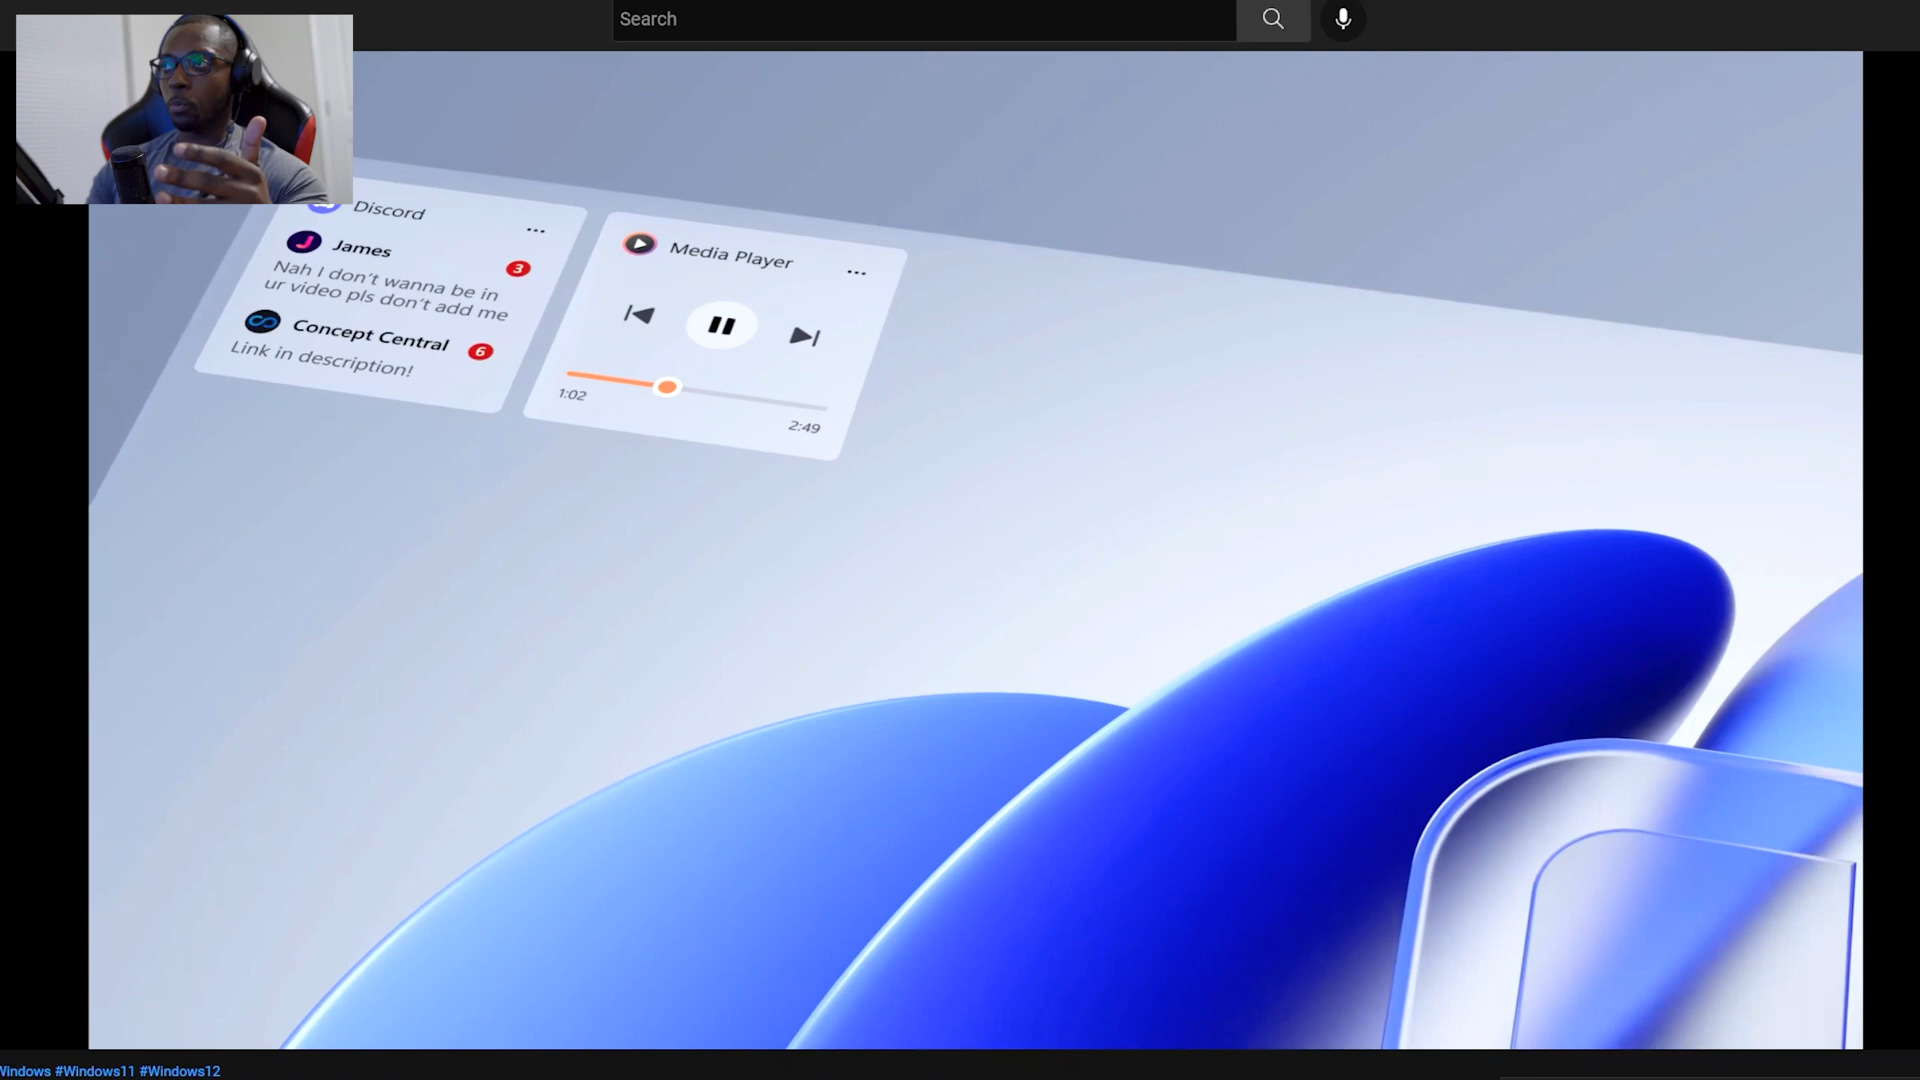 Search
Discord
James
3
Nah I don't wanna be in
ur video pls don't add me
Concept Central
6
Link in description!
Media Player
1:02
2:49
Windows #Windows11 #Windows12